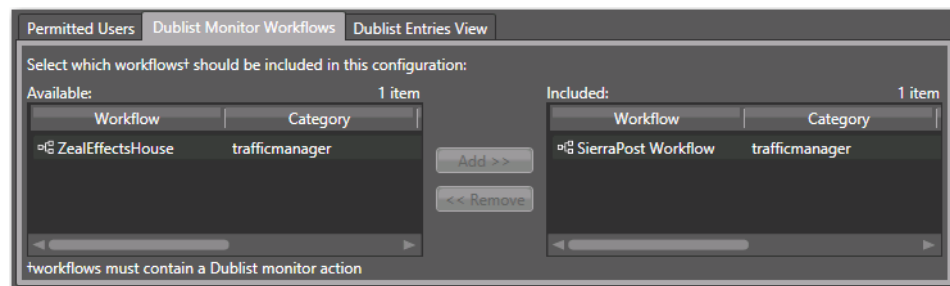 Permitted Users Dublist Monitor Workflows Dublist Entries View
Select which workflows† should be included in this configuration:
Available: 1 item Included: 1 item
Workflow Category Workflow Category
ZealEffectsHouse trafficmanager SierraPost Workflow trafficmanager
Add >>
<< Remove
†workflows must contain a Dublist monitor action